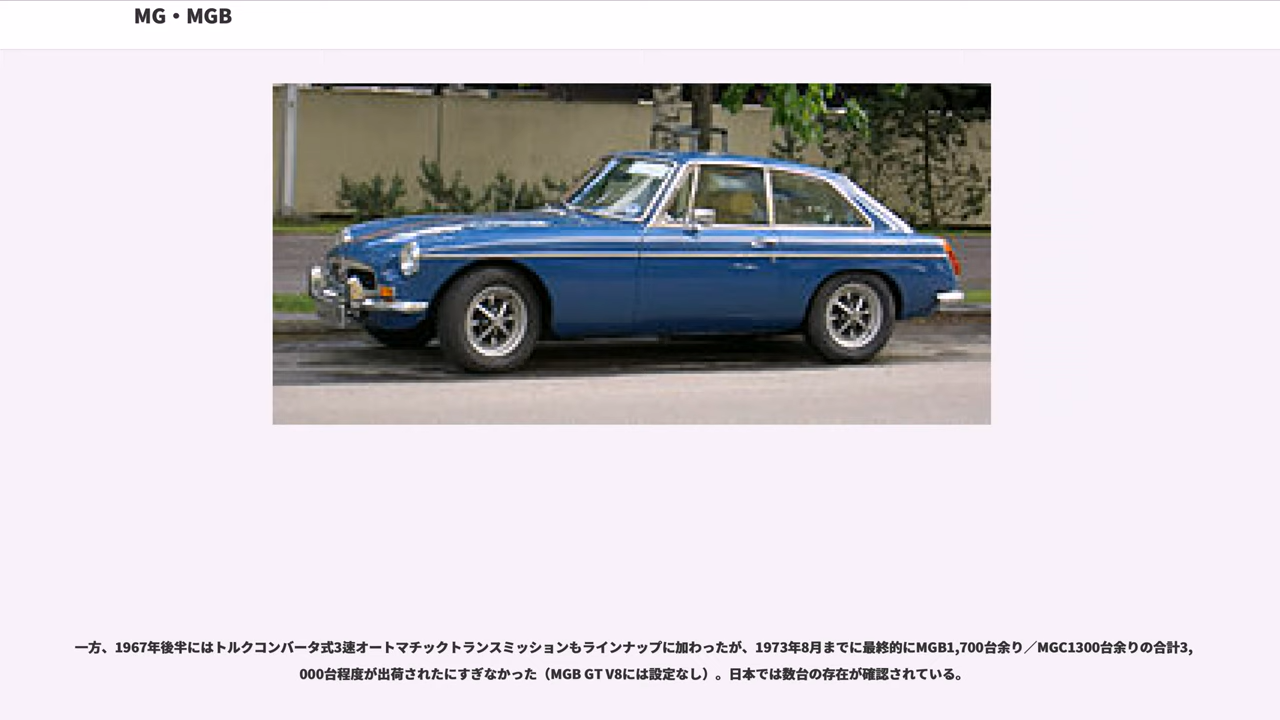 MG・MGB
一方、1967年後半にはトルクコンバータ式3速オートマチックトランスミッションもラインナップに加わったが、1973年8月までに最終的にMGB1,700台余り／MGC1300台余りの合計3,
000台程度が出荷されたにすぎなかった（MGB GT V8には設定なし）。日本では数台の存在が確認されている。